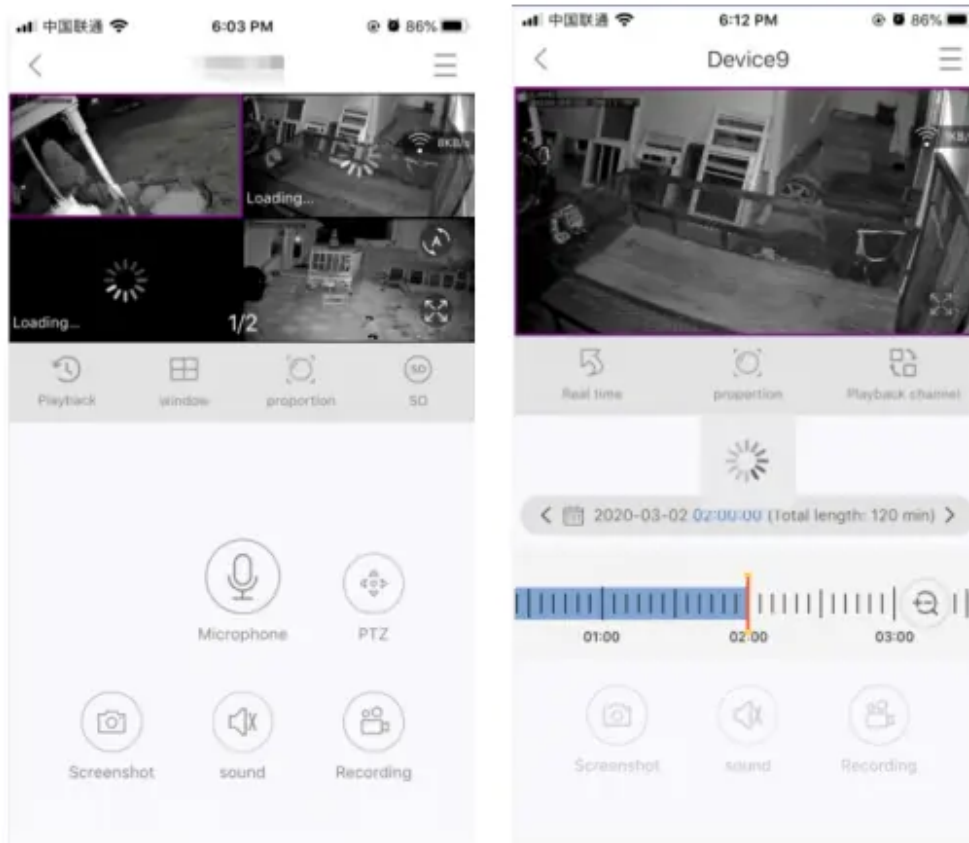 中国联通
6:03 PM
86%
8KB/s
Loading...
Loading...
1/2
A
Playback
window
proportion
SD
SD
Microphone
PTZ
Screenshot
sound
Recording
中国联通
6:12 PM
86%
Device9
Real time
proportion
Playback channel
2020-03-02 02:00:00 (Total length: 120 min)
01:00
02:00
03:00
Screenshot
sound
Recording